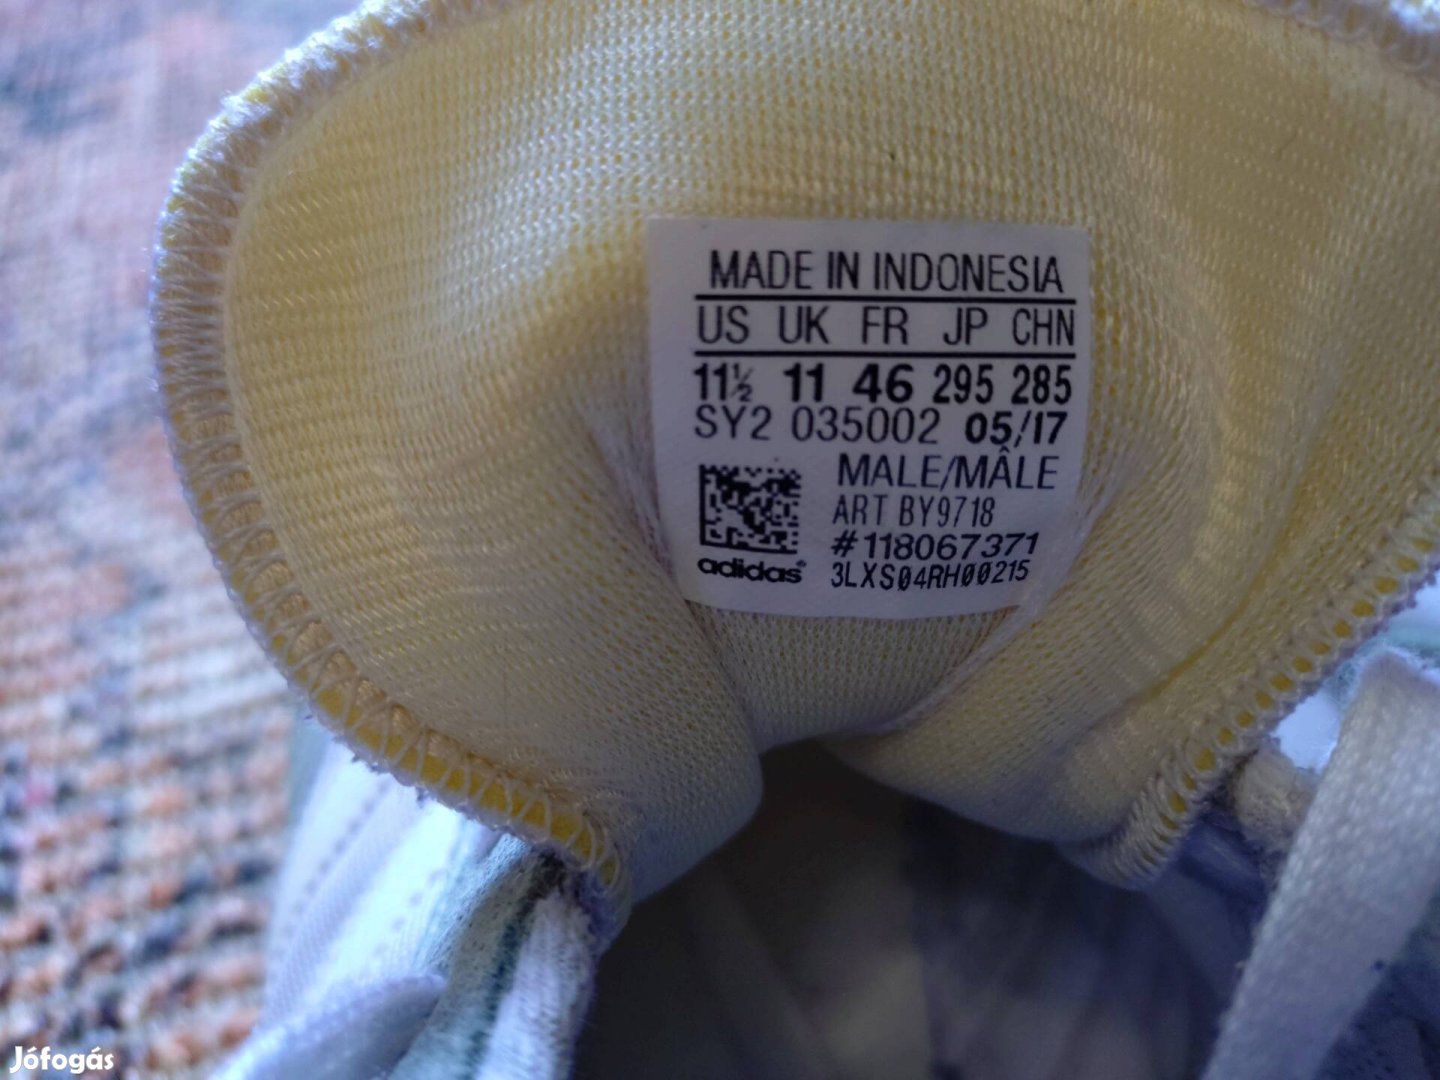 MADE IN INDONESIA
US UK FR JP CHN
11½ 11 46 295 285
SY2 035002 05/17
MALE/MÂLE
ART BY9718
#118067371
adidas® 3LXS04RH00215
Jófogás